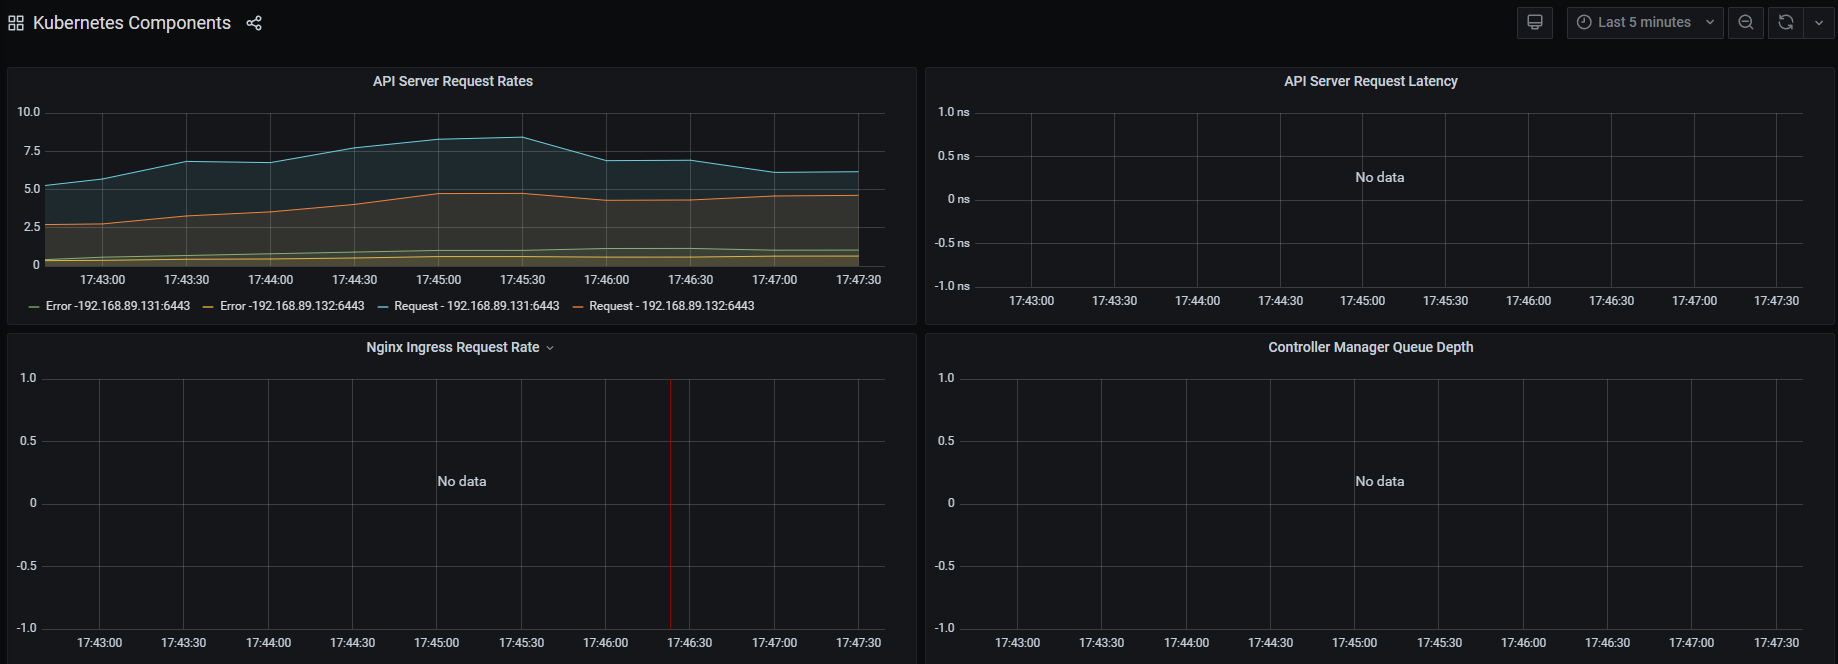 Kubernetes Components
Last 5 minutes
API Server Request Rates
10.0
7.5
5.0
2.5
0
17:43:00 17:43:30 17:44:00 17:44:30 17:45:00 17:45:30 17:46:00 17:46:30 17:47:00 17:47:30
Error -192.168.89.131:6443 Error -192.168.89.132:6443 Request - 192.168.89.131:6443 Request - 192.168.89.132:6443
API Server Request Latency
1.0 ns
0.5 ns
No data
0 ns
-0.5 ns
-1.0 ns
17:43:00 17:43:30 17:44:00 17:44:30 17:45:00 17:45:30 17:46:00 17:46:30 17:47:00 17:47:30
Nginx Ingress Request Rate
1.0
0.5
No data
0
-0.5
-1.0
17:43:00 17:43:30 17:44:00 17:44:30 17:45:00 17:45:30 17:46:00 17:46:30 17:47:00 17:47:30
Controller Manager Queue Depth
1.0
0.5
No data
0
-0.5
-1.0
17:43:00 17:43:30 17:44:00 17:44:30 17:45:00 17:45:30 17:46:00 17:46:30 17:47:00 17:47:30